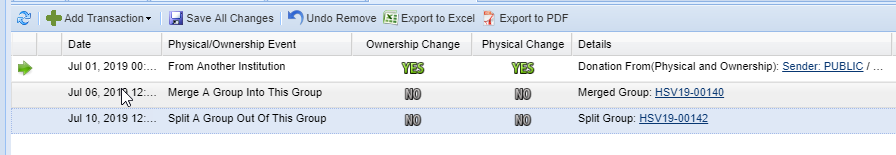 Add Transaction Save All Changes Undo Remove Export to Excel Export to PDF
Date Physical/Ownership Event Ownership Change Physical Change Details
Jul 01, 2019 00:... From Another Institution YES YES Donation From(Physical and Ownership): Sender: PUBLIC / ...
Jul 06, 2019 12:... Merge A Group Into This Group NO NO Merged Group: HSV19-00140
Jul 10, 2019 12:... Split A Group Out Of This Group NO NO Split Group: HSV19-00142